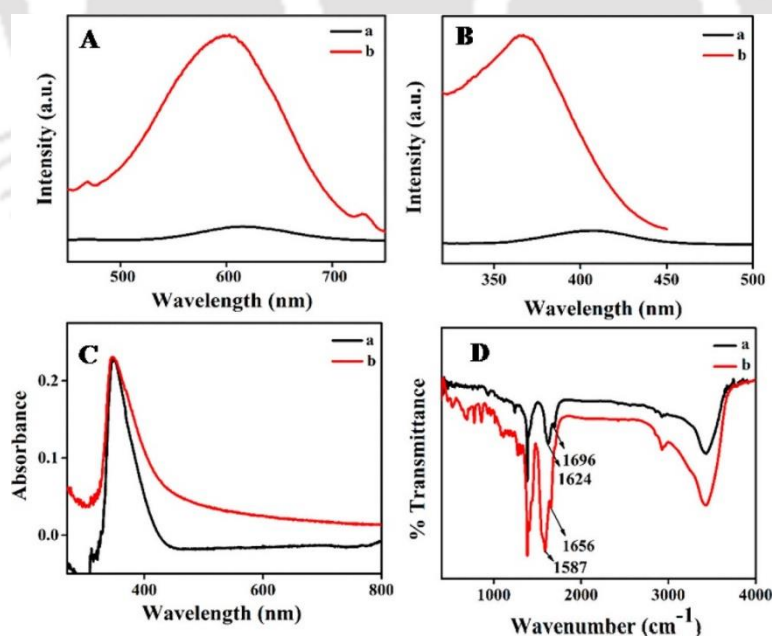 A
a
b
Intensity (a.u.)
500 600 700
Wavelength (nm)
B
a
b
Intensity (a.u.)
350 400 450 500
Wavelength (nm)
C
a
b
Absorbance
0.2
0.1
0.0
400 600 800
Wavelength (nm)
D
a
b
% Transmittance
1696
1624
1656
1587
1000 2000 3000 4000
Wavenumber (cm⁻¹)